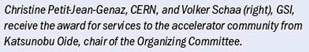 Christine PetitJean-Genaz, CERN, and Volker Schaa (right), GSI,
receive the award for services to the accelerator community from
Katsunobu Oide, chair of the Organizing Committee.